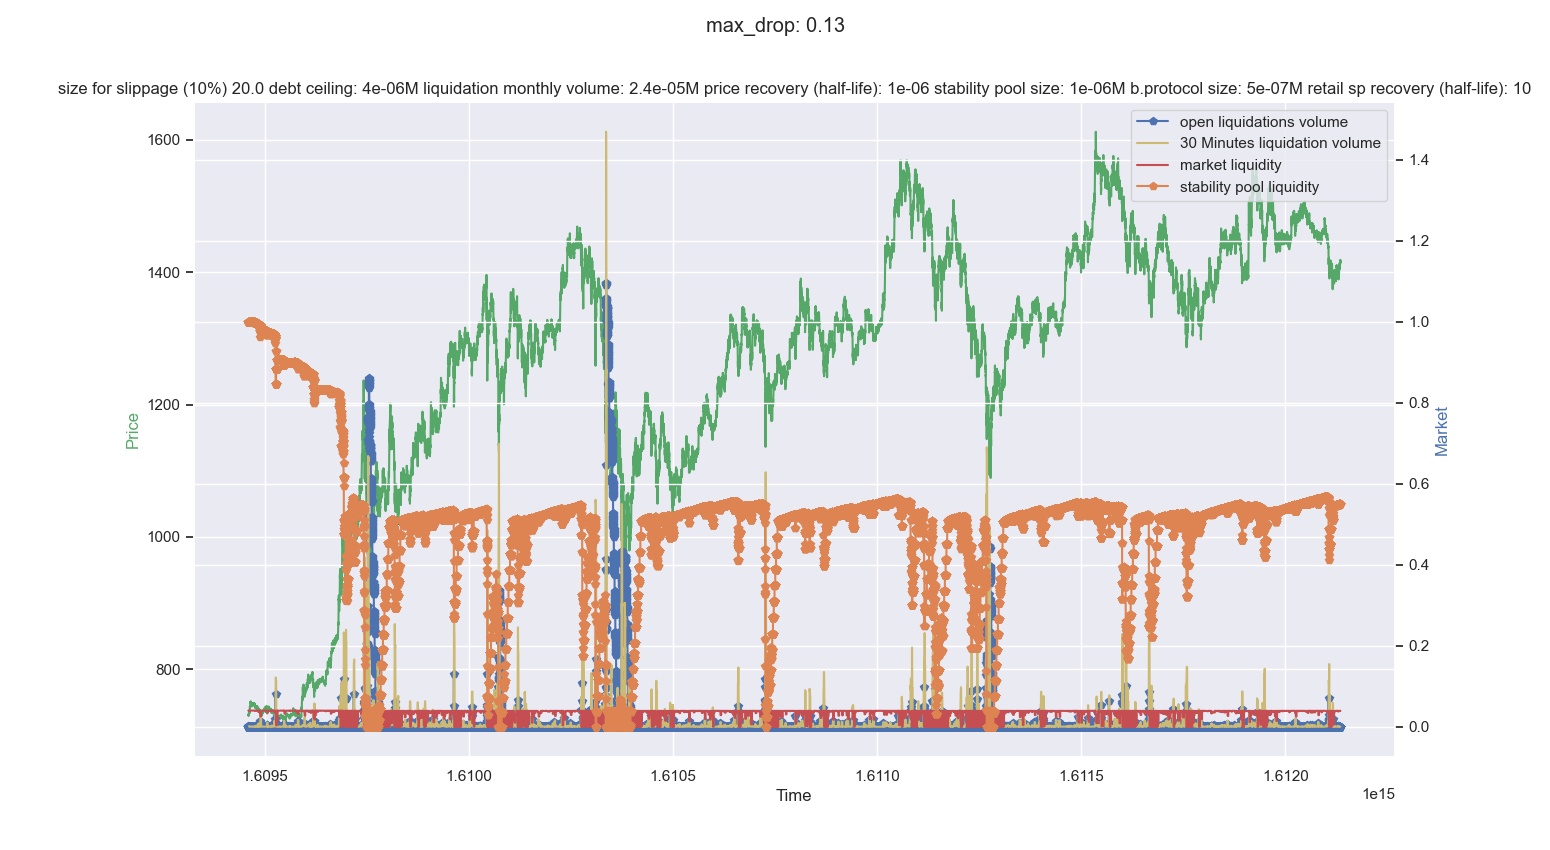 max_drop: 0.13
size for slippage (10%) 20.0 debt ceiling: 4e-06M liquidation monthly volume: 2.4e-05M price recovery (half-life): 1e-06 stability pool size: 1e-06M b.protocol size: 5e-07M retail sp recovery (half-life): 10
open liquidations volume
30 Minutes liquidation volume
market liquidity
stability pool liquidity
1600
1400
1200
1000
800
Price
1.4
1.2
1.0
0.8
0.6
0.4
0.2
0.0
Market
1.6095 1.6100 1.6105 1.6110 1.6115 1.6120
Time
1e15